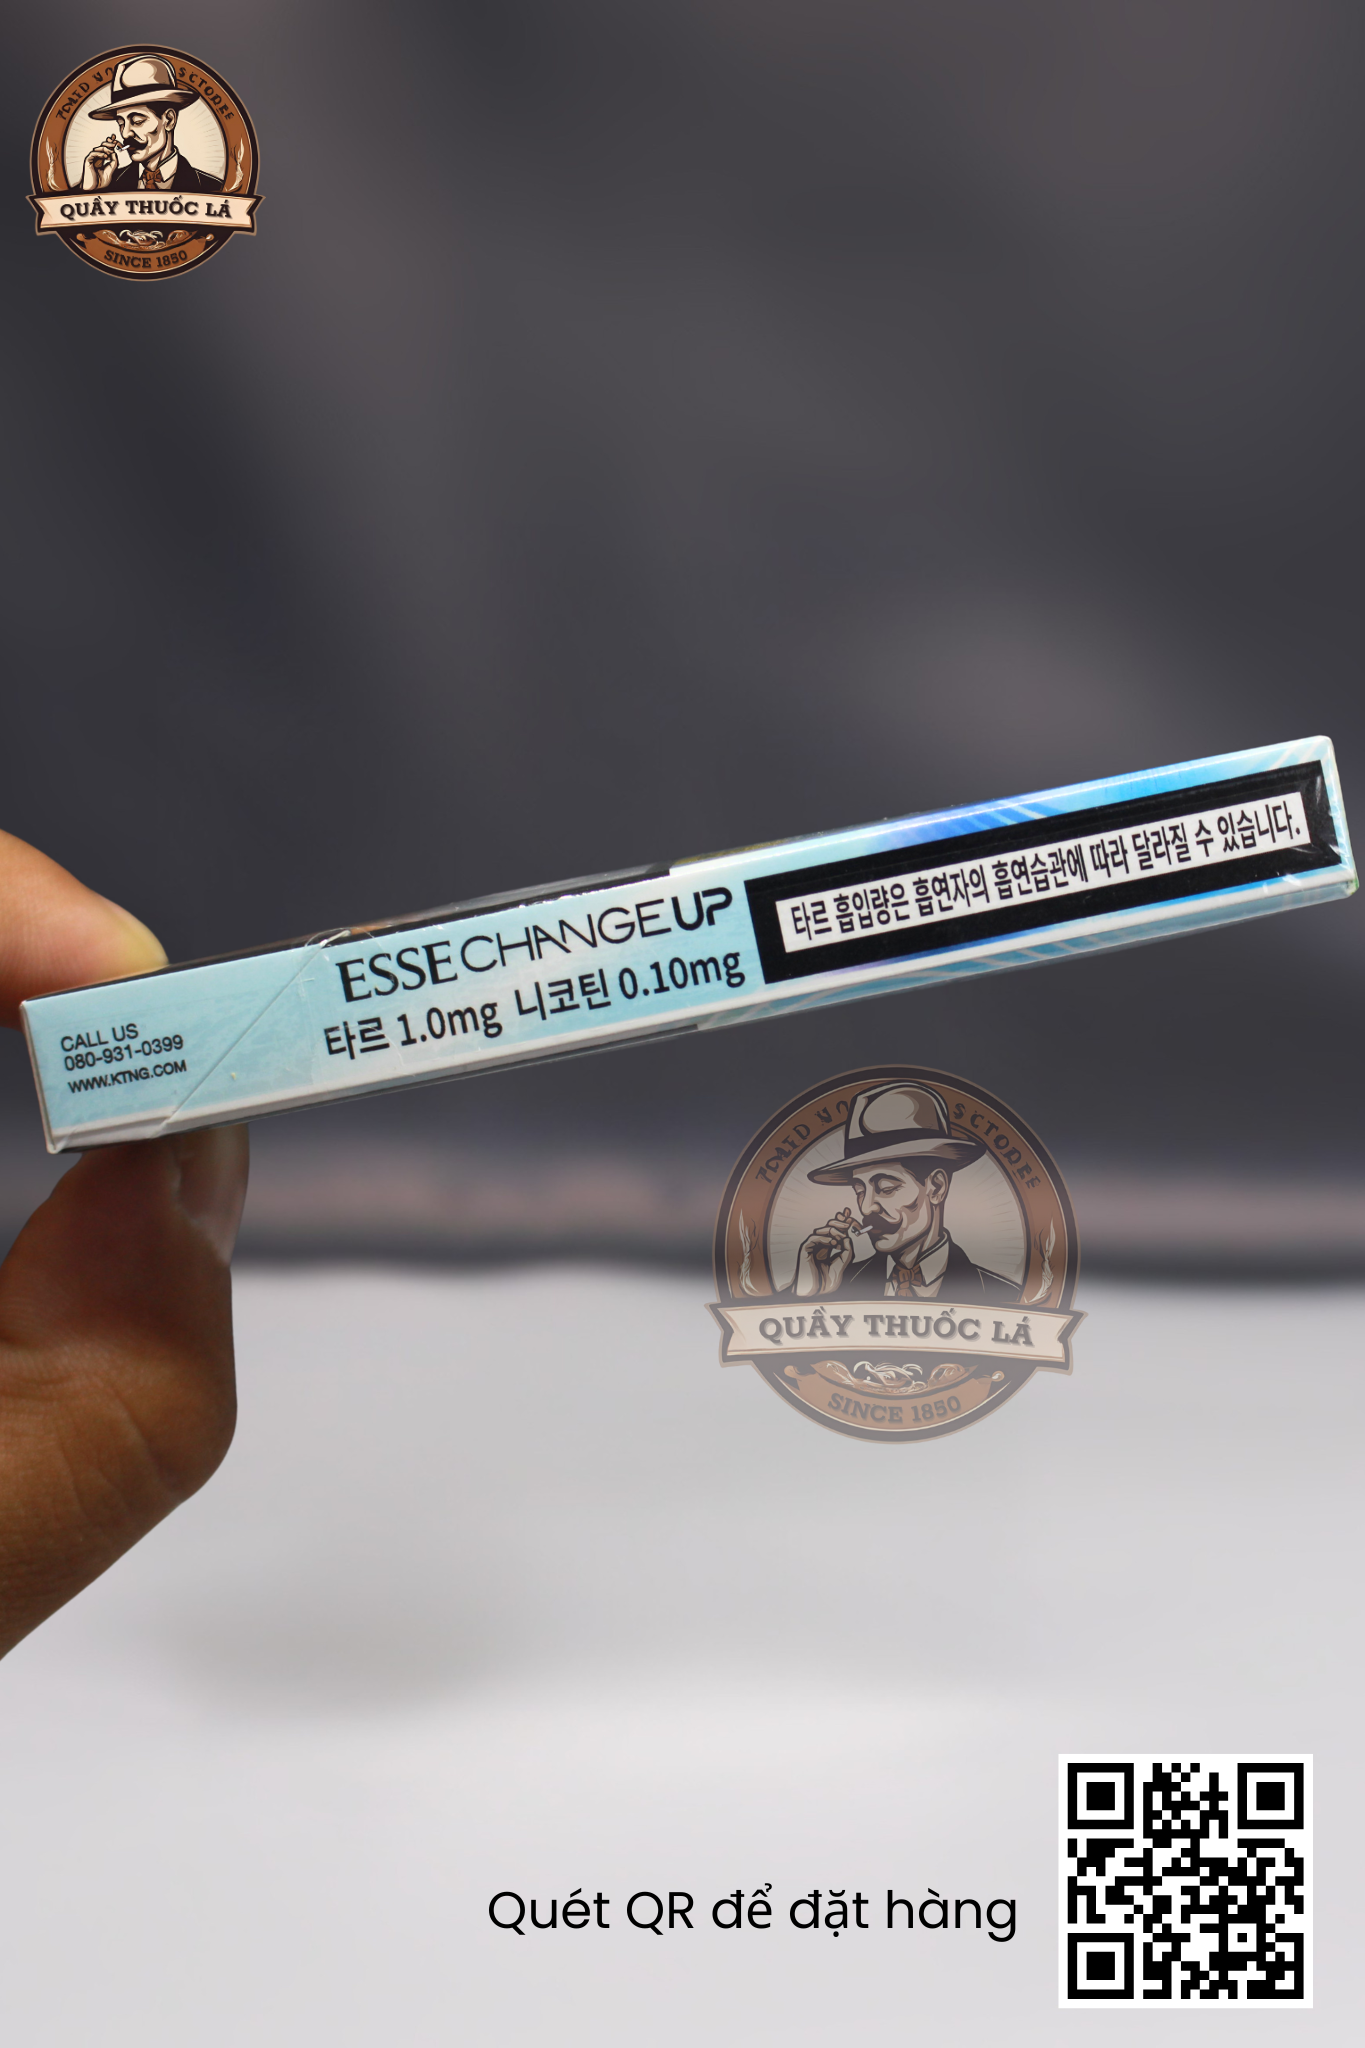 QUẦY THUỐC LÁ
SINCE 1850
ESSE CHANGE UP
타르 1.0mg 니코틴 0.10mg
CALL US
080-931-0399
WWW.KTNG.COM
타르 흡입량은 흡연자의 흡연습관에 따라 달라질 수 있습니다.
QUẦY THUỐC LÁ
SINCE 1850
Quét QR để đặt hàng